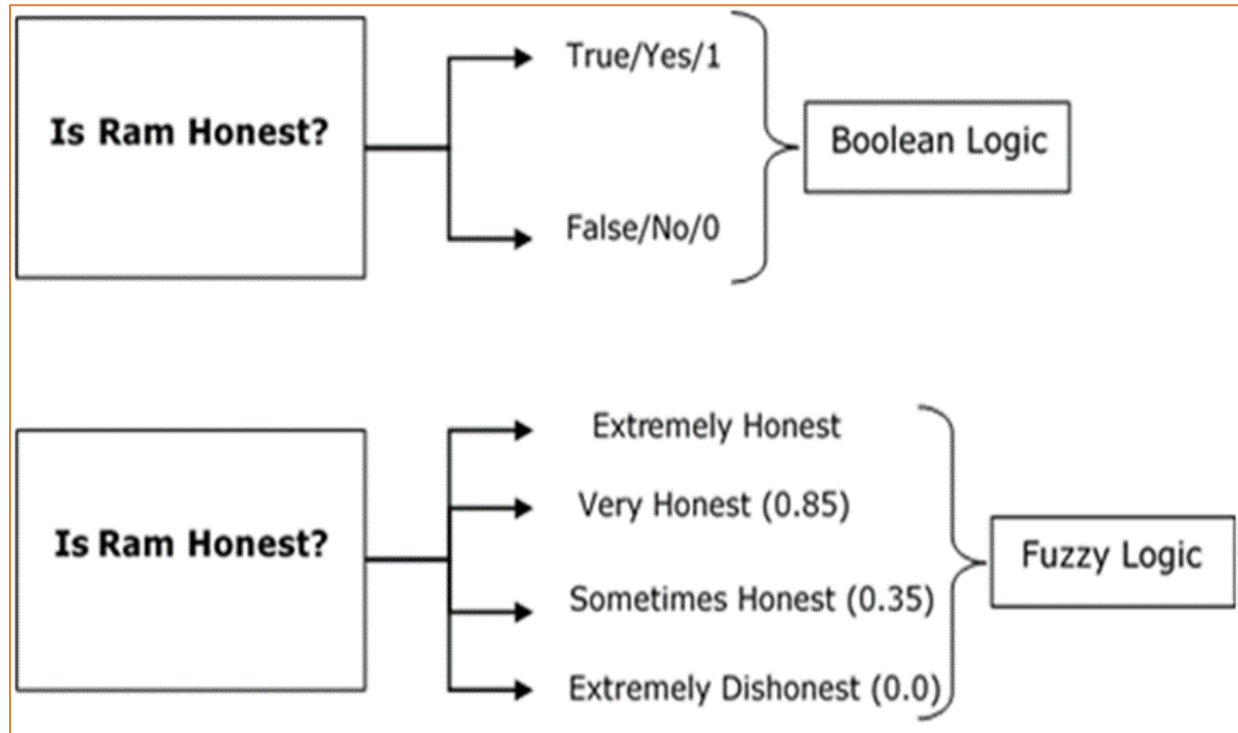 Is Ram Honest?
True/Yes/1
False/No/0
Boolean Logic
Is Ram Honest?
Extremely Honest
Very Honest (0.85)
Sometimes Honest (0.35)
Extremely Dishonest (0.0)
Fuzzy Logic